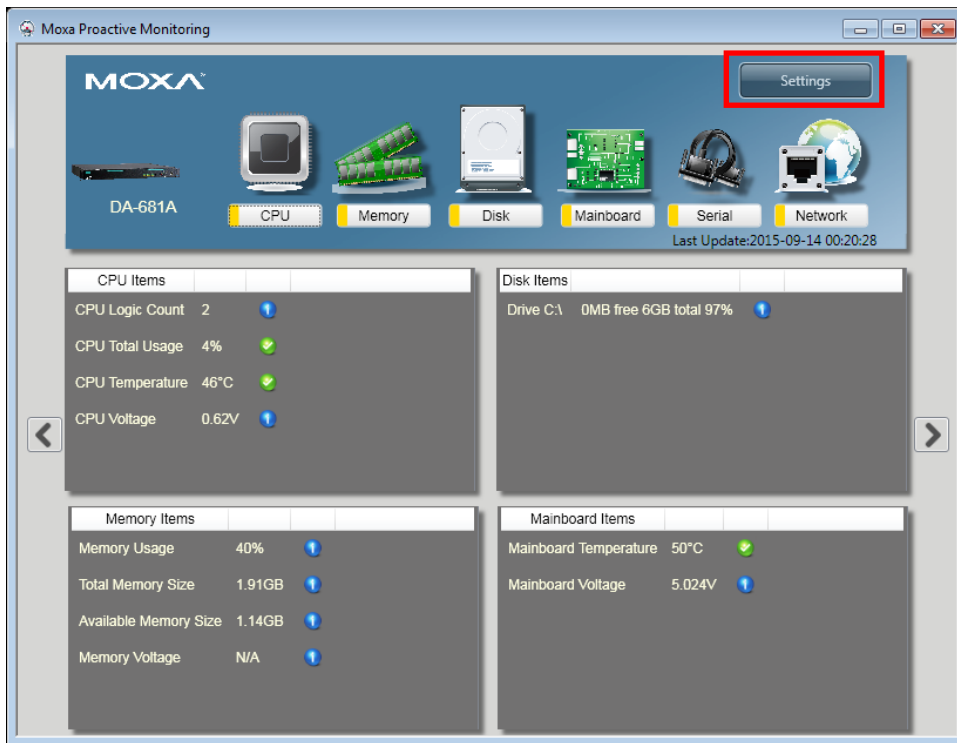 Moxa Proactive Monitoring
MOXA
Settings
DA-681A
CPU
Memory
Disk
Mainboard
Serial
Network
Last Update:2015-09-14 00:20:28
CPU Items
CPU Logic Count 2
CPU Total Usage 4%
CPU Temperature 46°C
CPU Voltage 0.62V
Disk Items
Drive C:\ 0MB free 6GB total 97%
Memory Items
Memory Usage 40%
Total Memory Size 1.91GB
Available Memory Size 1.14GB
Memory Voltage N/A
Mainboard Items
Mainboard Temperature 50°C
Mainboard Voltage 5.024V